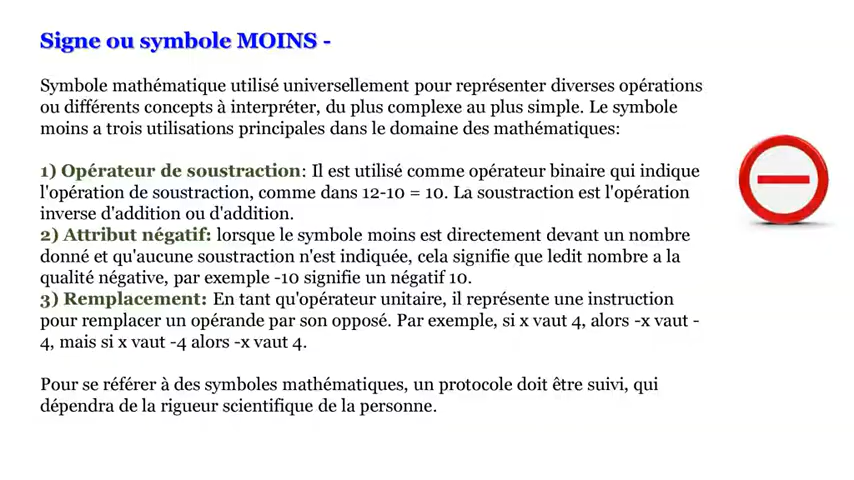 Signe ou symbole MOINS -
Symbole mathématique utilisé universellement pour représenter diverses opérations
ou différents concepts à interpréter, du plus complexe au plus simple. Le symbole
moins a trois utilisations principales dans le domaine des mathématiques:
1) Opérateur de soustraction: Il est utilisé comme opérateur binaire qui indique
l'opération de soustraction, comme dans 12-10 = 10. La soustraction est l'opération
inverse d'addition ou d'addition.
2) Attribut négatif: lorsque le symbole moins est directement devant un nombre
donné et qu'aucune soustraction n'est indiquée, cela signifie que ledit nombre a la
qualité négative, par exemple -10 signifie un négatif 10.
3) Remplacement: En tant qu'opérateur unitaire, il représente une instruction
pour remplacer un opérande par son opposé. Par exemple, si x vaut 4, alors -x vaut -
4, mais si x vaut -4 alors -x vaut 4.
Pour se référer à des symboles mathématiques, un protocole doit être suivi, qui
dépendra de la rigueur scientifique de la personne.